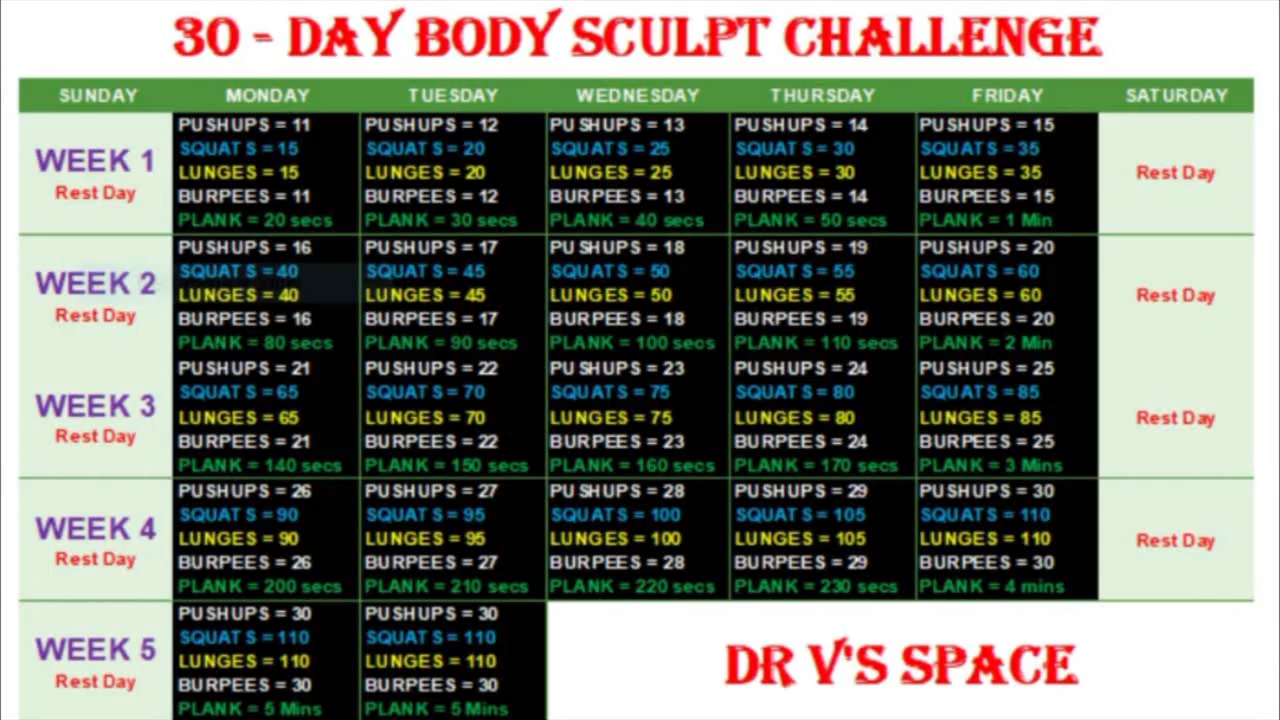 30 - DAY BODY SCULPT CHALLENGE
SUNDAY MONDAY TUESDAY WEDNESDAY THURSDAY FRIDAY SATURDAY
WEEK 1
Rest Day
PUSHUPS = 11
SQUATS = 15
LUNGES = 15
BURPEES = 11
PLANK = 20 secs
PUSHUPS = 12
SQUATS = 20
LUNGES = 20
BURPEES = 12
PLANK = 30 secs
PUSHUPS = 13
SQUATS = 25
LUNGES = 25
BURPEES = 13
PLANK = 40 secs
PUSHUPS = 14
SQUATS = 30
LUNGES = 30
BURPEES = 14
PLANK = 50 secs
PUSHUPS = 15
SQUATS = 35
LUNGES = 35
BURPEES = 15
PLANK = 1 Min
Rest Day
WEEK 2
Rest Day
PUSHUPS = 16
SQUATS = 40
LUNGES = 40
BURPEES = 16
PLANK = 80 secs
PUSHUPS = 17
SQUATS = 45
LUNGES = 45
BURPEES = 17
PLANK = 90 secs
PUSHUPS = 18
SQUATS = 50
LUNGES = 50
BURPEES = 18
PLANK = 100 secs
PUSHUPS = 19
SQUATS = 55
LUNGES = 55
BURPEES = 19
PLANK = 110 secs
PUSHUPS = 20
SQUATS = 60
LUNGES = 60
BURPEES = 20
PLANK = 2 Min
Rest Day
WEEK 3
Rest Day
PUSHUPS = 21
SQUATS = 65
LUNGES = 65
BURPEES = 21
PLANK = 140 secs
PUSHUPS = 22
SQUATS = 70
LUNGES = 70
BURPEES = 22
PLANK = 150 secs
PUSHUPS = 23
SQUATS = 75
LUNGES = 75
BURPEES = 23
PLANK = 160 secs
PUSHUPS = 24
SQUATS = 80
LUNGES = 80
BURPEES = 24
PLANK = 170 secs
PUSHUPS = 25
SQUATS = 85
LUNGES = 85
BURPEES = 25
PLANK = 3 Mins
Rest Day
WEEK 4
Rest Day
PUSHUPS = 26
SQUATS = 90
LUNGES = 90
BURPEES = 26
PLANK = 200 secs
PUSHUPS = 27
SQUATS = 95
LUNGES = 95
BURPEES = 27
PLANK = 210 secs
PUSHUPS = 28
SQUATS = 100
LUNGES = 100
BURPEES = 28
PLANK = 220 secs
PUSHUPS = 29
SQUATS = 105
LUNGES = 105
BURPEES = 29
PLANK = 230 secs
PUSHUPS = 30
SQUATS = 110
LUNGES = 110
BURPEES = 30
PLANK = 4 mins
Rest Day
WEEK 5
Rest Day
PUSHUPS = 30
SQUATS = 110
LUNGES = 110
BURPEES = 30
PLANK = 5 Mins
PUSHUPS = 30
SQUATS = 110
LUNGES = 110
BURPEES = 30
PLANK = 5 Mins
DR V'S SPACE